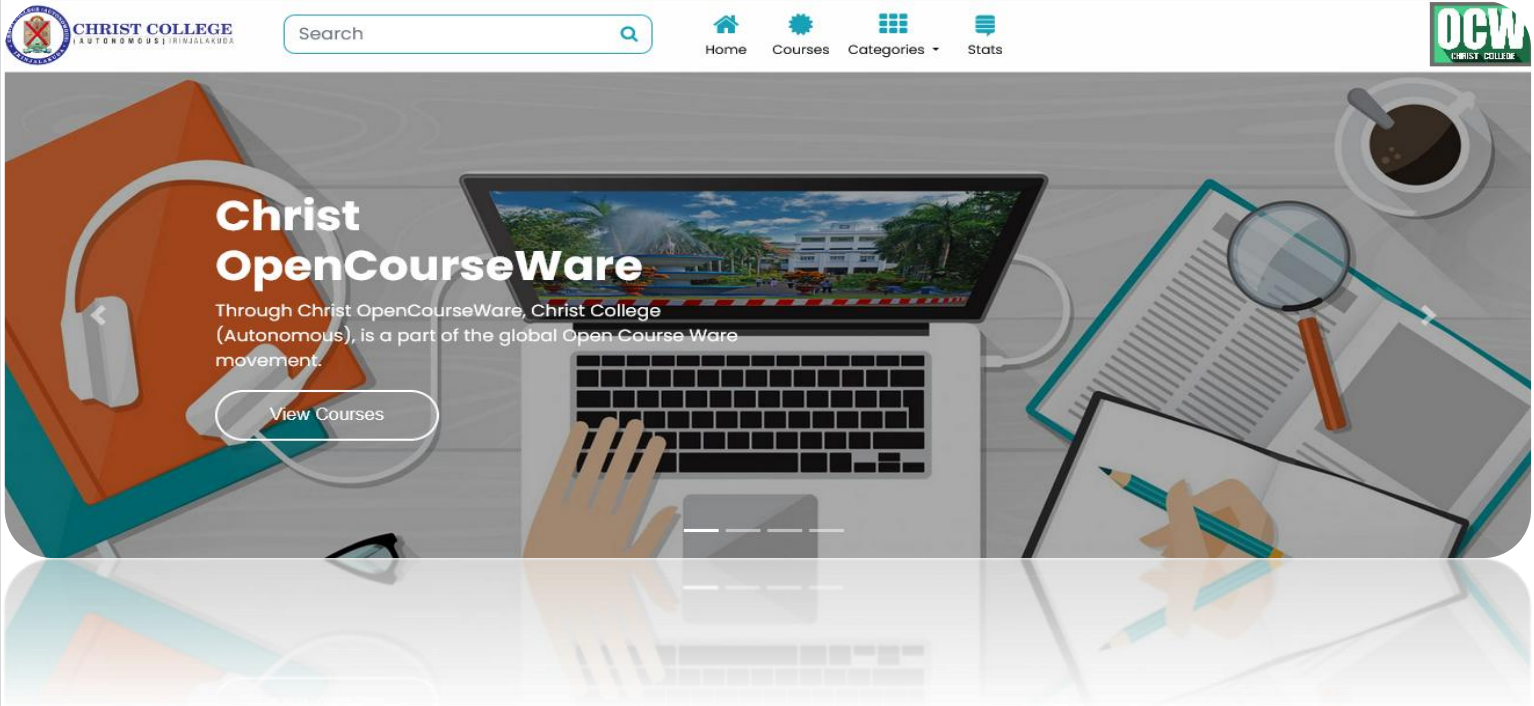 CHRIST COLLEGE
(AUTONOMOUS) IRINJALAKUDA
Search
Home
Courses
Categories
Stats
OCW
CHRIST COLLEGE
Christ
OpenCourseWare
Through Christ OpenCourseWare, Christ College
(Autonomous), is a part of the global Open Course Ware
movement.
View Courses